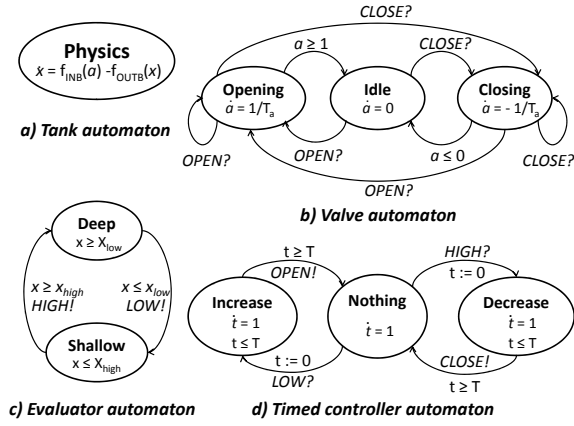 Physics
ẋ = f_INB(a) -f_OUTB(x)
a) Tank automaton
CLOSE?
a ≥ 1
CLOSE?
Opening
ȧ = 1/T_a
Idle
ȧ = 0
Closing
ȧ = - 1/T_a
OPEN?
OPEN?
a ≤ 0
CLOSE?
OPEN?
b) Valve automaton
Deep
x ≥ X_low
x ≥ x_high
HIGH!
x ≤ x_low
LOW!
Shallow
x ≤ X_high
c) Evaluator automaton
t ≥ T
OPEN!
HIGH?
t := 0
Increase
ṫ = 1
t ≤ T
Nothing
ṫ = 1
Decrease
ṫ = 1
t ≤ T
t := 0
LOW?
CLOSE!
t ≥ T
d) Timed controller automaton